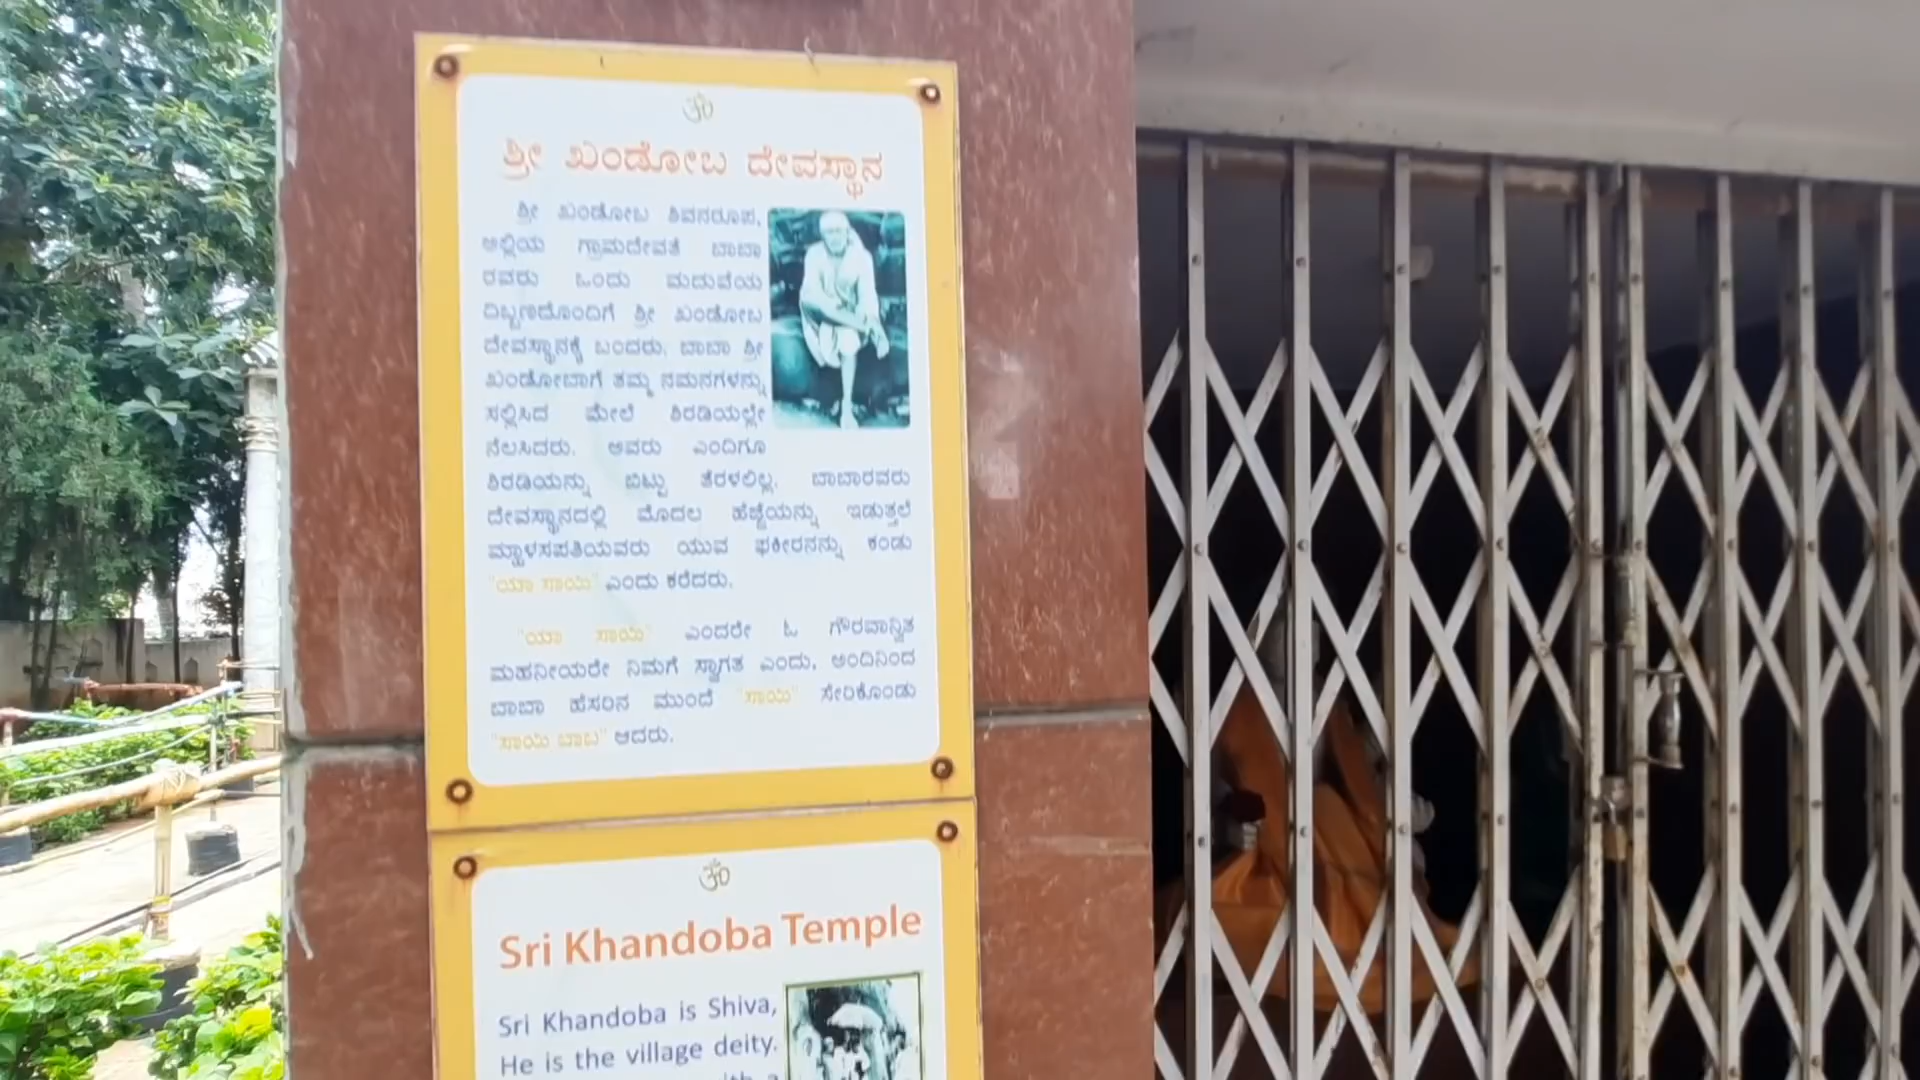 ॐ
ಶ್ರೀ ಖಂಡೋಬ ದೇವಸ್ಥಾನ
ಶ್ರೀ ಖಂಡೋಬ ಶಿವನರೂಪ,
ಅಲ್ಲಿಯ ಗ್ರಾಮದೇವತೆ ಬಾಬಾ
ರವರು ಒಂದು ಮದುವೆಯ
ದಿಬ್ಬಣದೊಂದಿಗೆ ಶ್ರೀ ಖಂಡೋಬ
ದೇವಸ್ಥಾನಕ್ಕೆ ಬಂದರು. ಬಾಬಾ ಶ್ರೀ
ಖಂಡೋಬಾಗೆ ತಮ್ಮ ನಮನಗಳನ್ನು
ಸಲ್ಲಿಸಿದ ಮೇಲೆ ಶಿರಡಿಯಲ್ಲೇ
ನೆಲಸಿದರು. ಅವರು ಎಂದಿಗೂ
ಶಿರಡಿಯನ್ನು ಬಿಟ್ಟು ತೆರಳಲಿಲ್ಲ. ಬಾಬಾರವರು
ದೇವಸ್ಥಾನದಲ್ಲಿ ಮೊದಲ ಹೆಜ್ಜೆಯನ್ನು ಇಡುತ್ತಲೆ
ಮ್ಹಾಳಸಪತಿಯವರು ಯುವ ಫಕೀರನನ್ನು ಕಂಡು
"ಯಾ ಸಾಯಿ" ಎಂದು ಕರೆದರು.
"ಯಾ ಸಾಯಿ" ಎಂದರೇ ಓ ಗೌರವಾನ್ವಿತ
ಮಹನೀಯರೇ ನಿಮಗೆ ಸ್ವಾಗತ ಎಂದು, ಅಂದಿನಿಂದ
ಬಾಬಾ ಹೆಸರಿನ ಮುಂದೆ "ಸಾಯಿ" ಸೇರಿಕೊಂಡು
"ಸಾಯಿ ಬಾಬ" ಆದರು.
ॐ
Sri Khandoba Temple
Sri Khandoba is Shiva,
He is the village deity.
with a